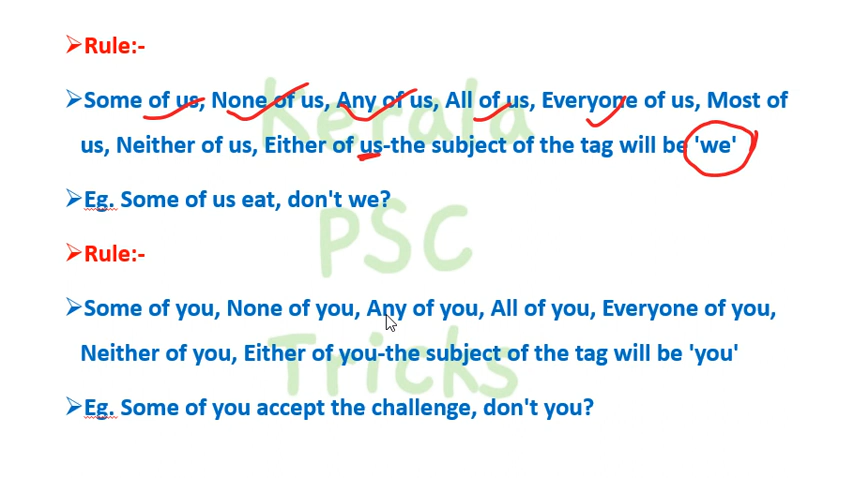 Rule:-
Some of us, None of us, Any of us, All of us, Everyone of us, Most of
us, Neither of us, Either of us-the subject of the tag will be 'we'
Eg. Some of us eat, don't we?
Rule:-
Some of you, None of you, Any of you, All of you, Everyone of you,
Neither of you, Either of you-the subject of the tag will be 'you'
Eg. Some of you accept the challenge, don't you?
Kerala
PSC
Tricks